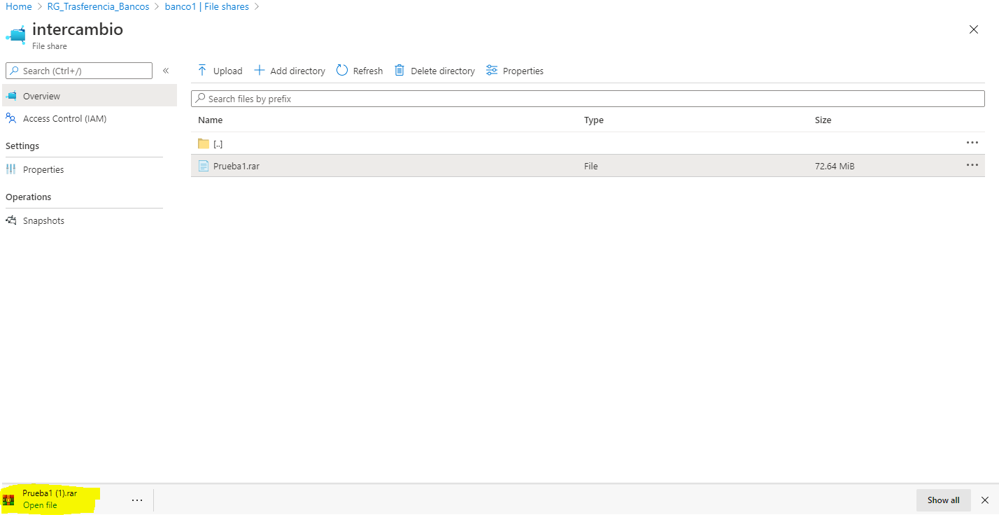 Home > RG_Trasferencia_Bancos > banco1 | File shares >
intercambio
File share
Search (Ctrl+/)
«
Upload
Add directory
Refresh
Delete directory
Properties
Overview
Access Control (IAM)
Settings
Properties
Operations
Snapshots
Search files by prefix
Name Type Size
[..]
Prueba1.rar File 72.64 MiB
Prueba1 (1).rar
Open file
Show all